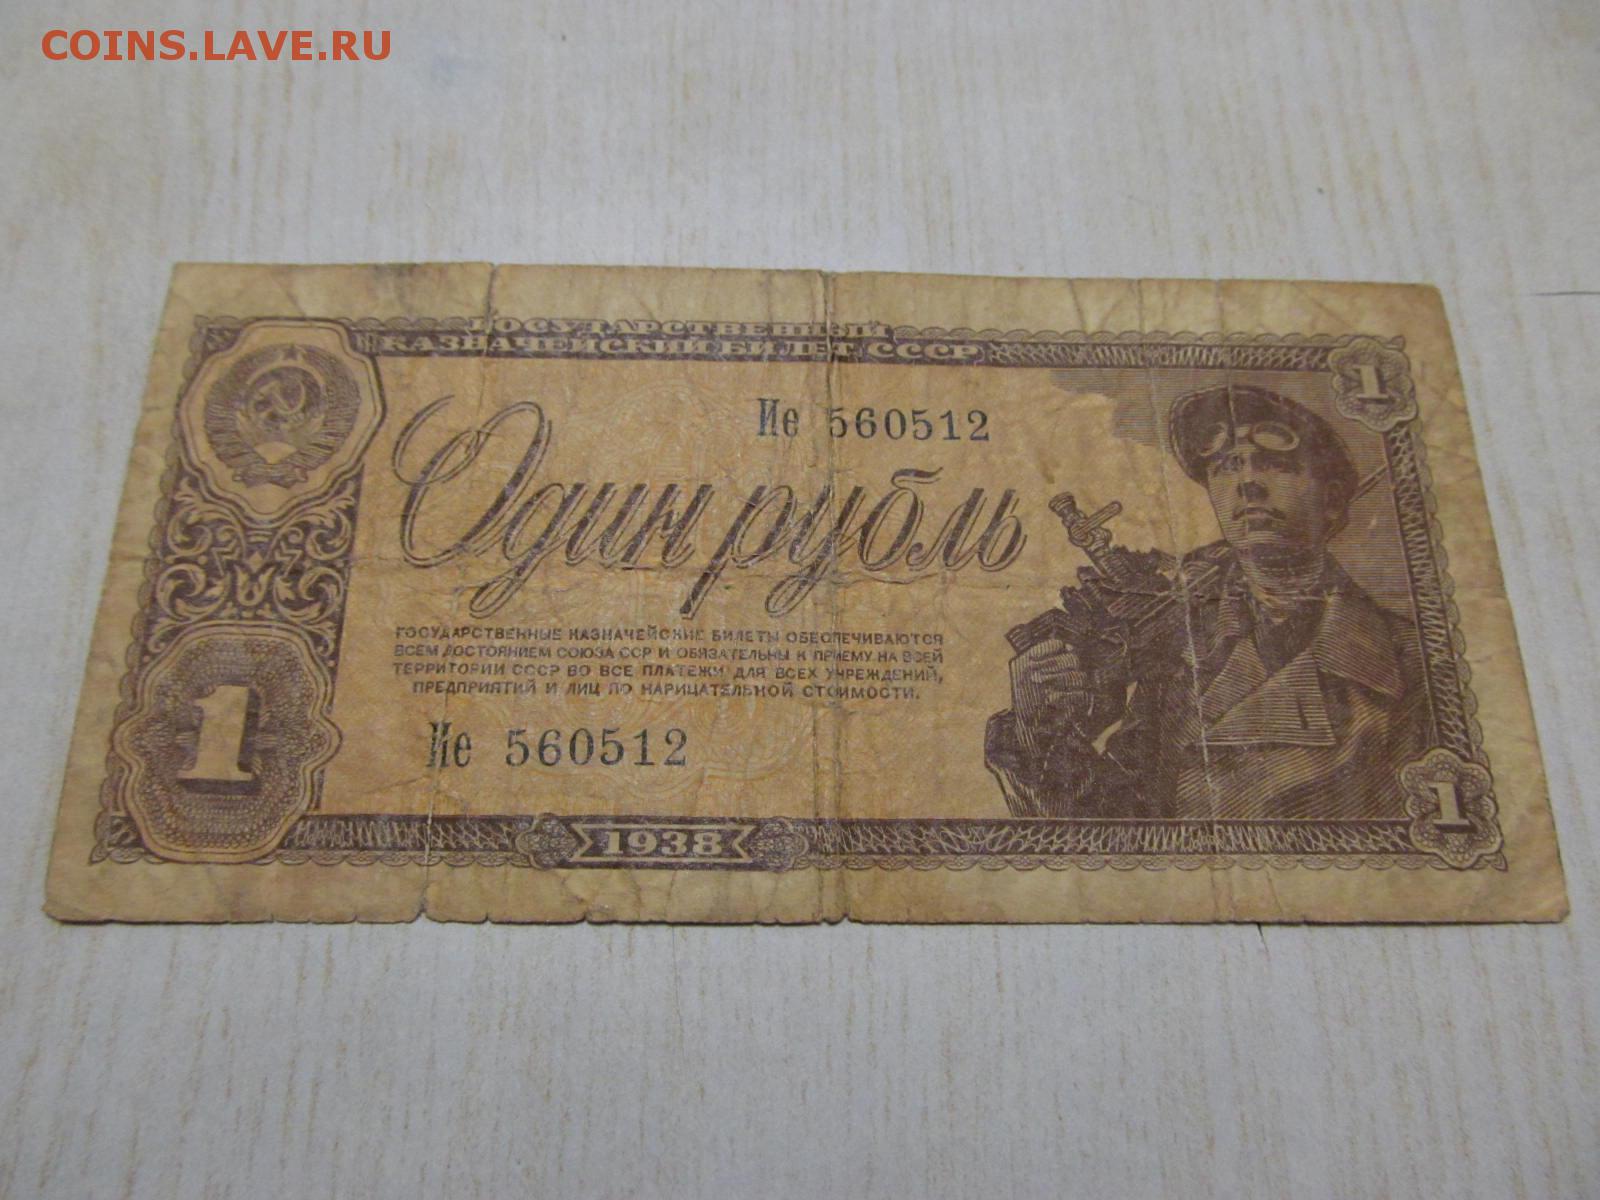 COINS.LAVE.RU
ГОСУДАРСТВЕННЫЙ
КАЗНАЧЕЙСКИЙ БИЛЕТ СССР
1
Ие 560512
Один рубль
ГОСУДАРСТВЕННЫЕ КАЗНАЧЕЙСКИЕ БИЛЕТЫ ОБЕСПЕЧИВАЮТСЯ
ВСЕМ ДОСТОЯНИЕМ СОЮЗА ССР И ОБЯЗАТЕЛЬНЫ К ПРИЕМУ НА ВСЕЙ
ТЕРРИТОРИИ СССР ВО ВСЕ ПЛАТЕЖИ ДЛЯ ВСЕХ УЧРЕЖДЕНИЙ,
ПРЕДПРИЯТИЙ И ЛИЦ ПО НАРИЦАТЕЛЬНОЙ СТОИМОСТИ.
1
Ие 560512
1
1938